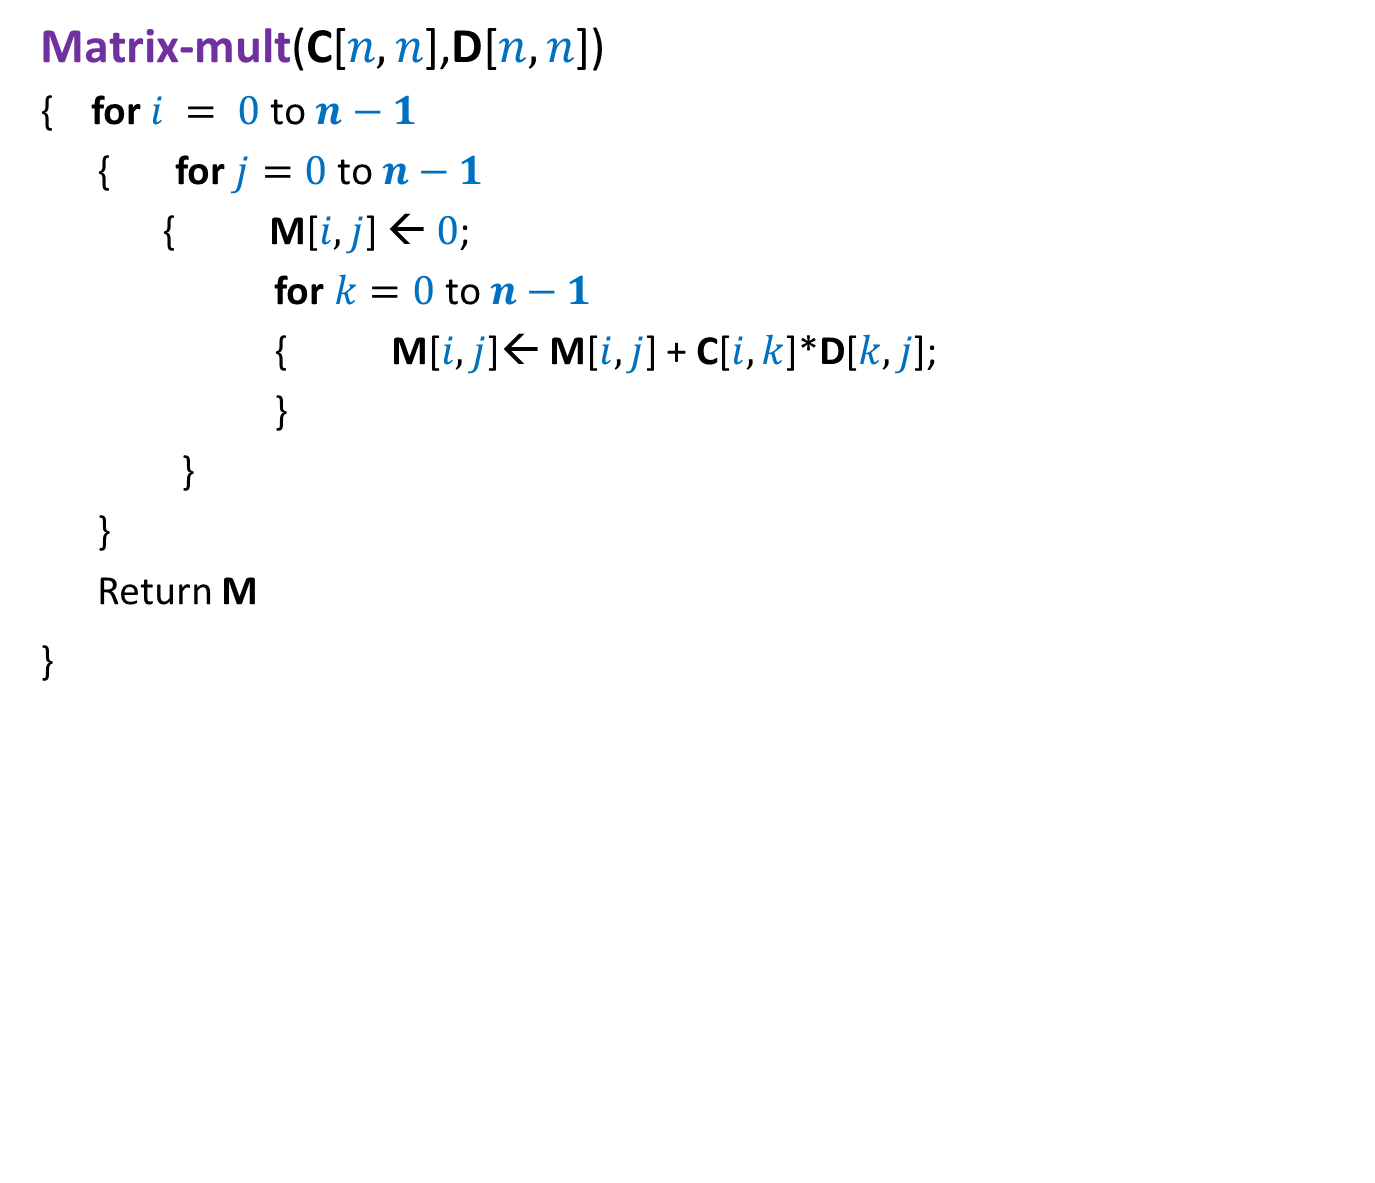 Matrix-mult(C[n, n],D[n, n])
{ for i = 0 to n − 1
{ for j = 0 to n − 1
{ M[i, j] ← 0;
for k = 0 to n − 1
{ M[i, j]← M[i, j] + C[i, k]*D[k, j];
}
}
}
Return M
}